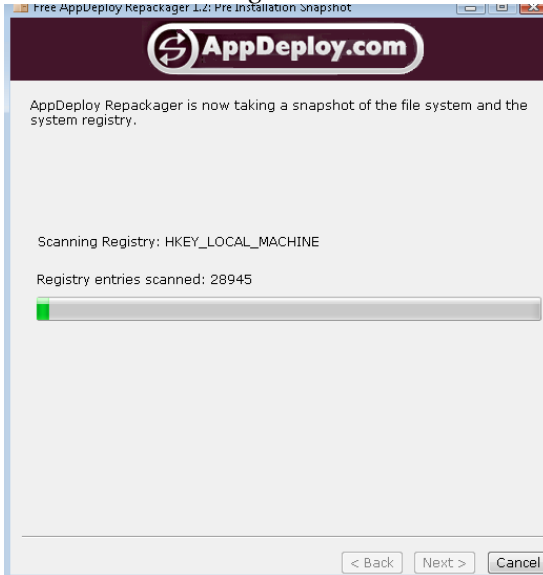 Free AppDeploy Repackager 1.2: Pre Installation Snapshot
AppDeploy.com
AppDeploy Repackager is now taking a snapshot of the file system and the
system registry.
Scanning Registry: HKEY_LOCAL_MACHINE
Registry entries scanned: 28945
< Back Next > Cancel